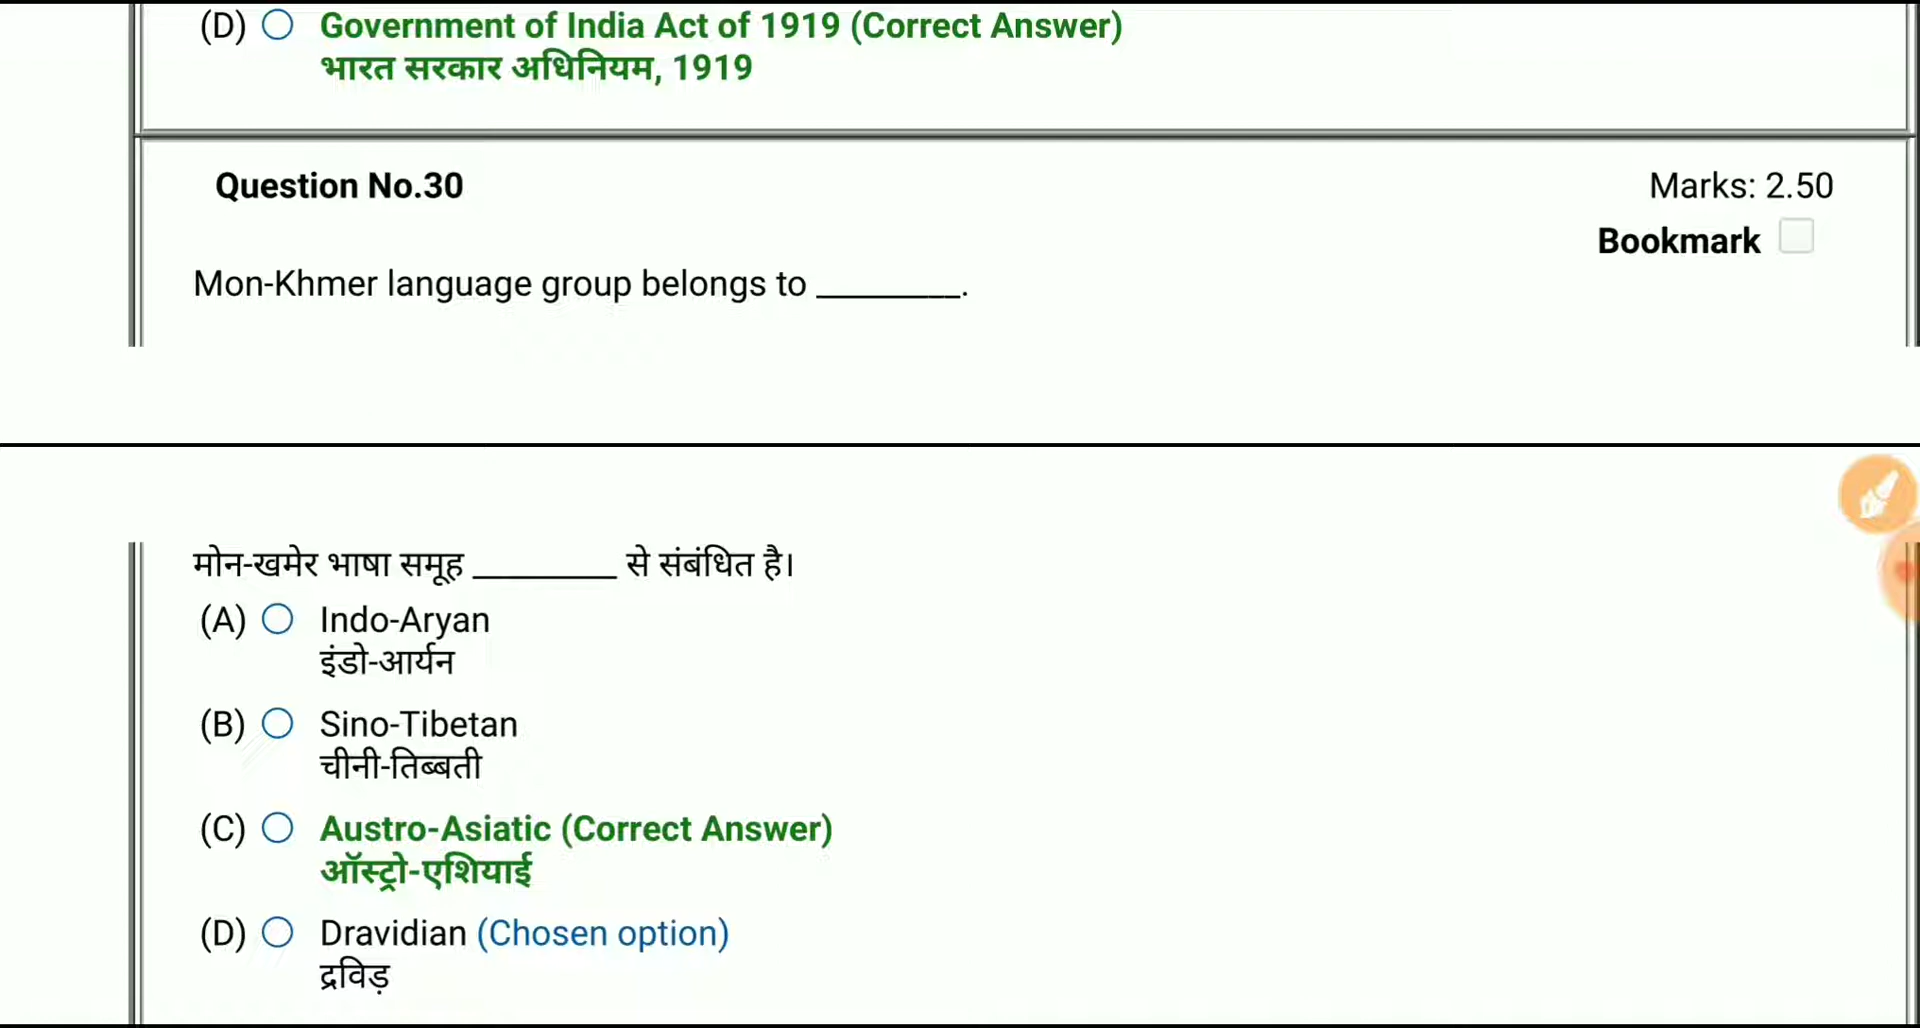 (D) Government of India Act of 1919 (Correct Answer)
भारत सरकार अधिनियम, 1919
Question No.30
Marks: 2.50
Bookmark
Mon-Khmer language group belongs to ________.
मोन-खमेर भाषा समूह ________ से संबंधित है।
(A) Indo-Aryan
इंडो-आर्यन
(B) Sino-Tibetan
चीनी-तिब्बती
(C) Austro-Asiatic (Correct Answer)
ऑस्ट्रो-एशियाई
(D) Dravidian (Chosen option)
द्रविड़